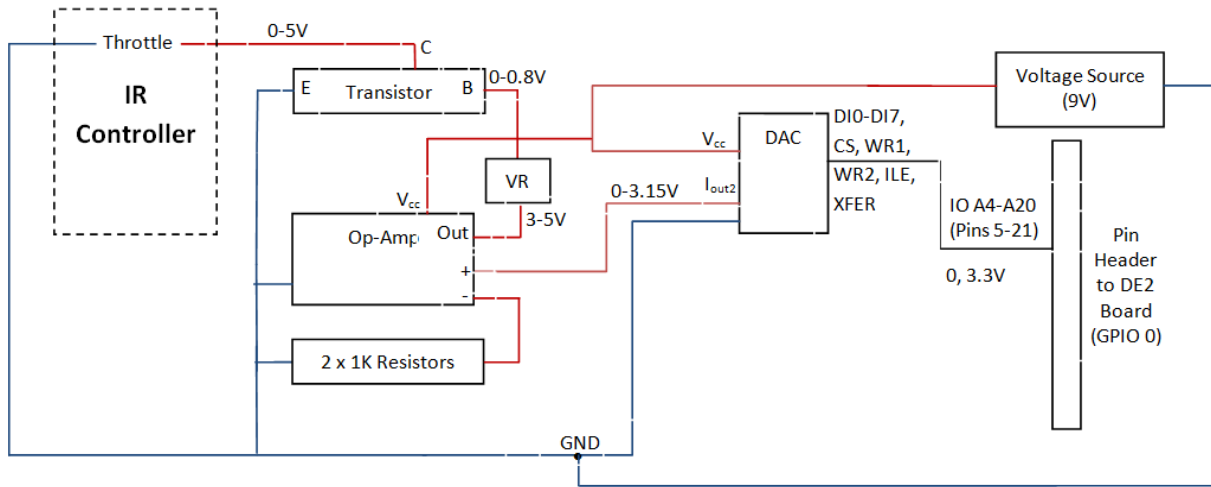 Throttle
IR
Controller
0-5V
C
E
Transistor
B
0-0.8V
VR
3-5V
Vcc
Op-Amp
Out
+
-
2 x 1K Resistors
GND
0-3.15V
Vcc
Iout2
DAC
DI0-DI7,
CS, WR1,
WR2, ILE,
XFER
IO A4-A20
(Pins 5-21)
0, 3.3V
Voltage Source
(9V)
Pin
Header
to DE2
Board
(GPIO 0)